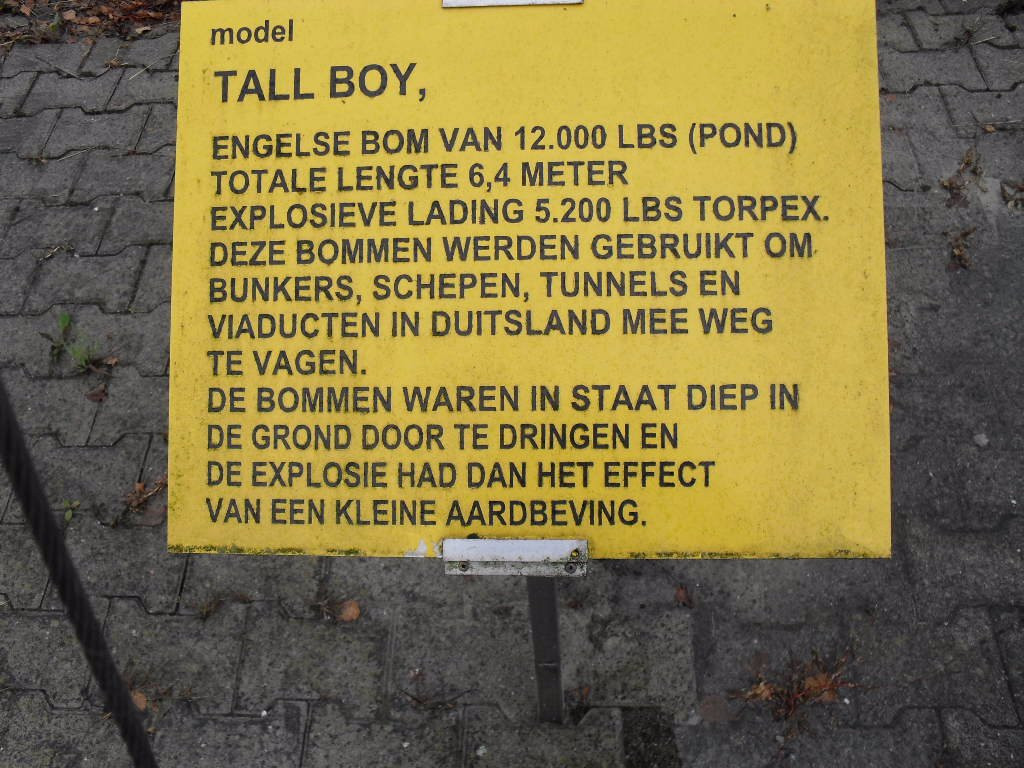 model
TALL BOY,
ENGELSE BOM VAN 12.000 LBS (POND)
TOTALE LENGTE 6,4 METER
EXPLOSIEVE LADING 5.200 LBS TORPEX.
DEZE BOMMEN WERDEN GEBRUIKT OM
BUNKERS, SCHEPEN, TUNNELS EN
VIADUCTEN IN DUITSLAND MEE WEG
TE VAGEN.
DE BOMMEN WAREN IN STAAT DIEP IN
DE GROND DOOR TE DRINGEN EN
DE EXPLOSIE HAD DAN HET EFFECT
VAN EEN KLEINE AARDBEVING.